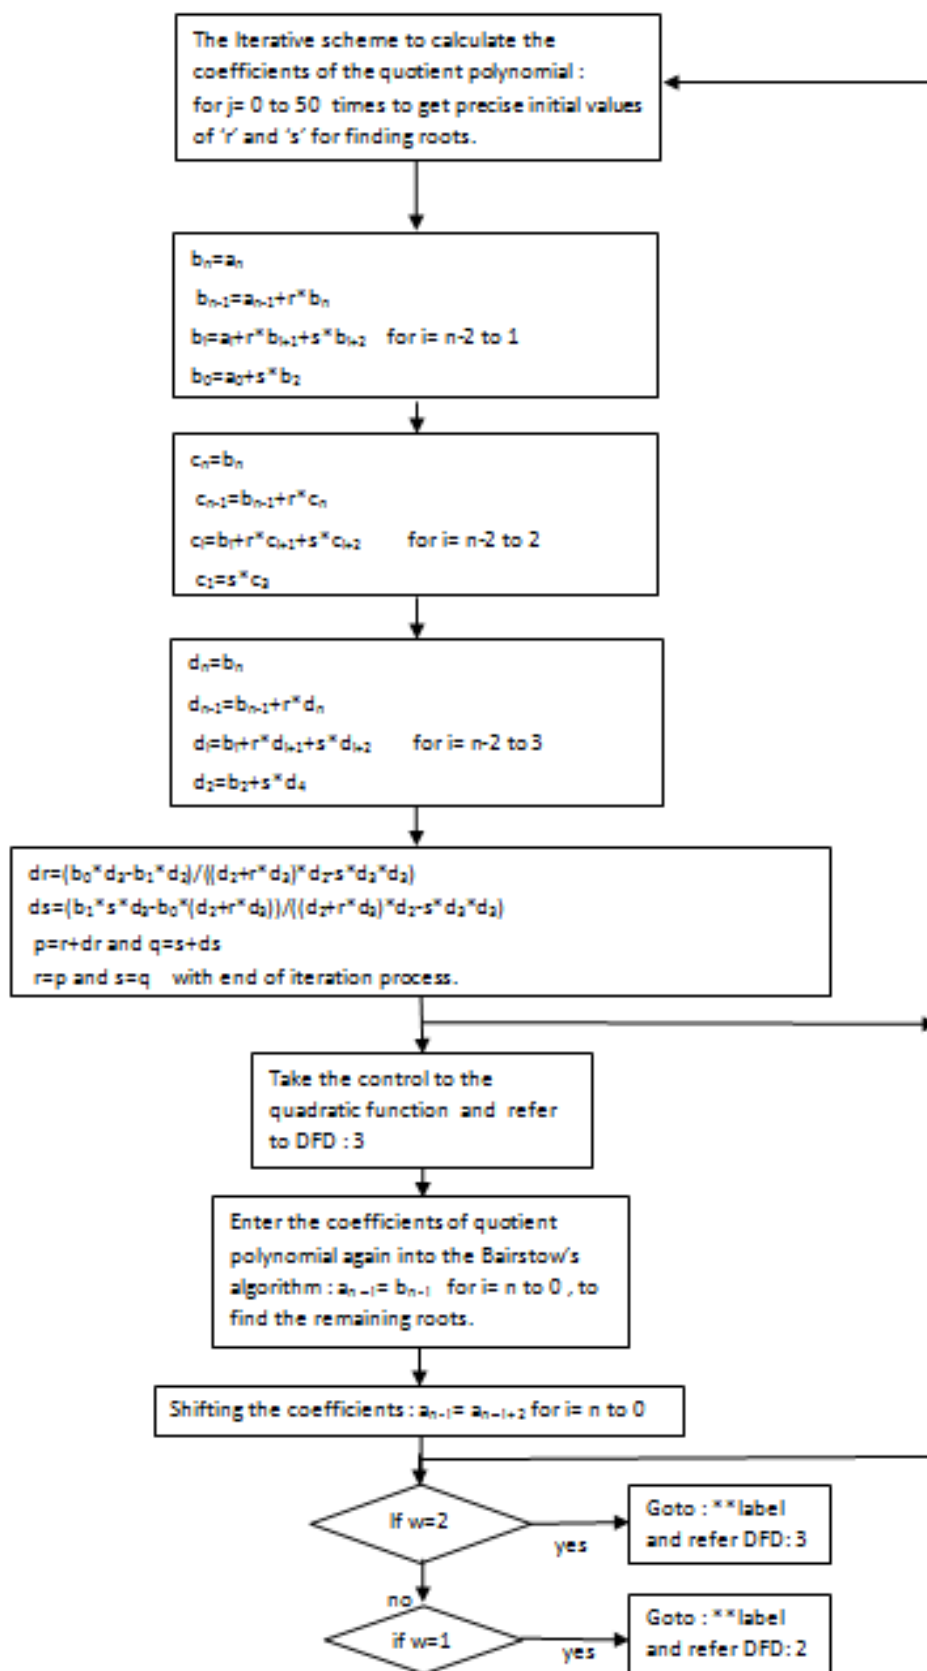 The Iterative scheme to calculate the
coefficients of the quotient polynomial :
for j= 0 to 50 times to get precise initial values
of ‘r’ and ‘s’ for finding roots.
bₙ=aₙ
bₙ₋₁=aₙ₋₁+r*bₙ
bᵢ=aᵢ+r*bᵢ₊₁+s*bᵢ₊₂ for i= n-2 to 1
b₀=a₀+s*b₂
cₙ=bₙ
cₙ₋₁=bₙ₋₁+r*cₙ
cᵢ=bᵢ+r*cᵢ₊₁+s*cᵢ₊₂ for i= n-2 to 2
c₁=s*c₃
dₙ=bₙ
dₙ₋₁=bₙ₋₁+r*dₙ
dᵢ=bᵢ+r*dᵢ₊₁+s*dᵢ₊₂ for i= n-2 to 3
d₂=b₂+s*d₄
dr=(b₀*d₃-b₁*d₂)/((d₂+r*d₃)*d₂-s*d₃*d₃)
ds=(b₁*s*d₃-b₀*(d₂+r*d₃))/((d₂+r*d₃)*d₂-s*d₃*d₃)
p=r+dr and q=s+ds
r=p and s=q with end of iteration process.
Take the control to the
quadratic function and refer
to DFD : 3
Enter the coefficients of quotient
polynomial again into the Bairstow’s
algorithm : aₙ₋ᵢ= bₙ₋ᵢ for i= n to 0 , to
find the remaining roots.
Shifting the coefficients : aₙ₋ᵢ= aₙ₋ᵢ₊₂ for i= n to 0
If w=2
yes
Goto : **label
and refer DFD: 3
no
if w=1
yes
Goto : **label
and refer DFD: 2